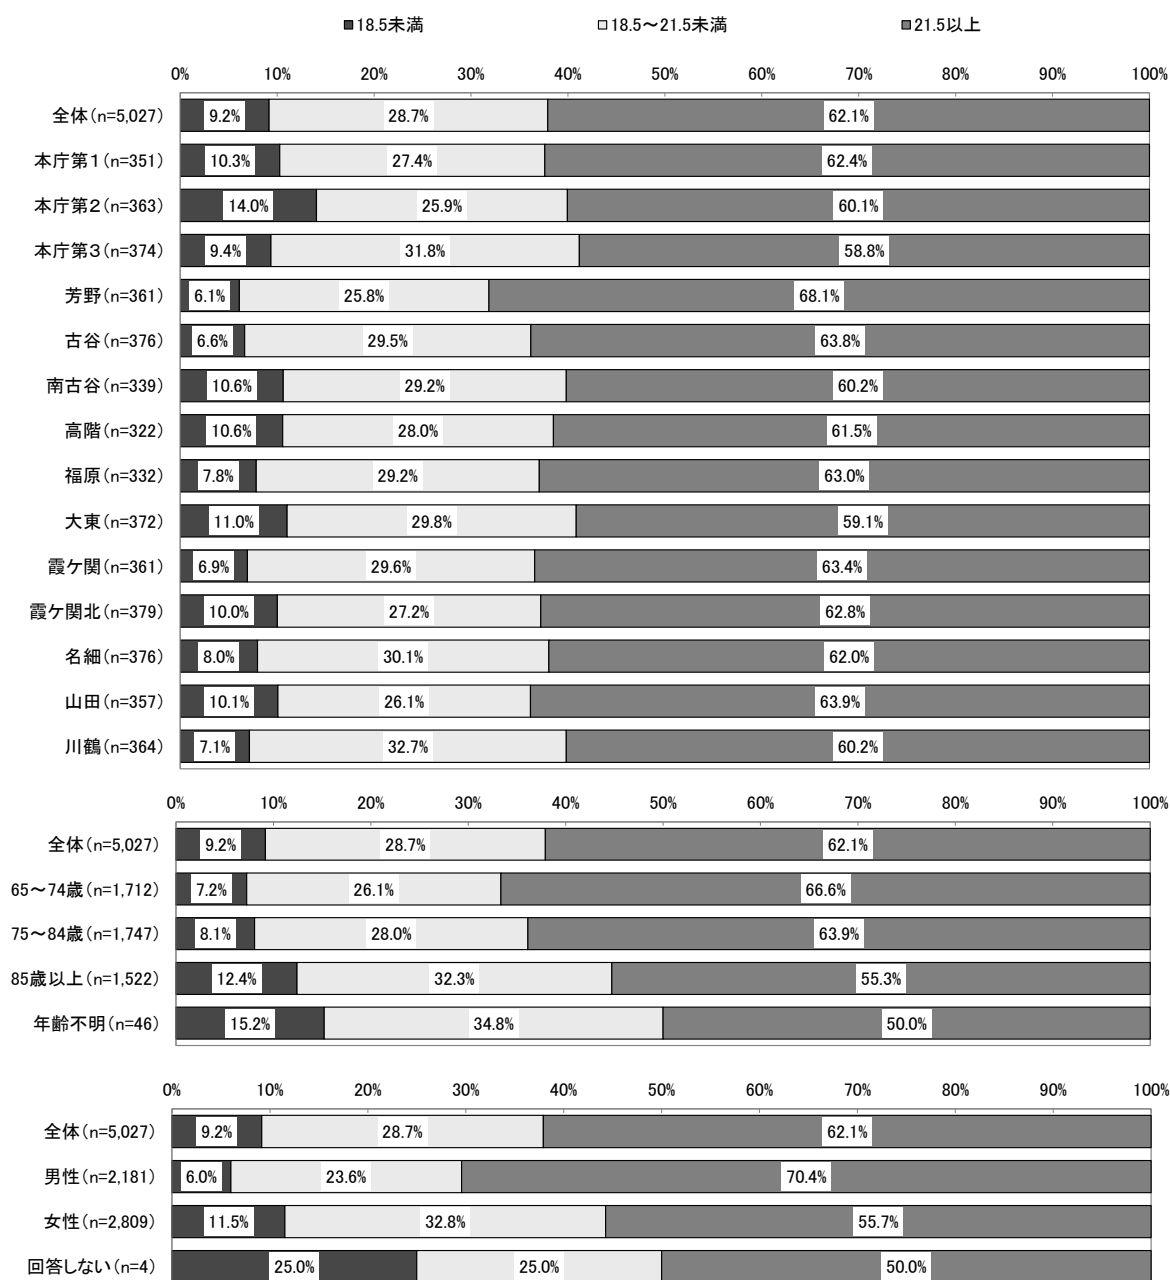 ■18.5未満 □18.5～21.5未満 ■21.5以上
0% 10% 20% 30% 40% 50% 60% 70% 80% 90% 100%
全体(n=5,027) 9.2% 28.7% 62.1%
本庁第1(n=351) 10.3% 27.4% 62.4%
本庁第2(n=363) 14.0% 25.9% 60.1%
本庁第3(n=374) 9.4% 31.8% 58.8%
芳野(n=361) 6.1% 25.8% 68.1%
古谷(n=376) 6.6% 29.5% 63.8%
南古谷(n=339) 10.6% 29.2% 60.2%
高階(n=322) 10.6% 28.0% 61.5%
福原(n=332) 7.8% 29.2% 63.0%
大東(n=372) 11.0% 29.8% 59.1%
霞ケ関(n=361) 6.9% 29.6% 63.4%
霞ケ関北(n=379) 10.0% 27.2% 62.8%
名細(n=376) 8.0% 30.1% 62.0%
山田(n=357) 10.1% 26.1% 63.9%
川鶴(n=364) 7.1% 32.7% 60.2%
0% 10% 20% 30% 40% 50% 60% 70% 80% 90% 100%
全体(n=5,027) 9.2% 28.7% 62.1%
65～74歳(n=1,712) 7.2% 26.1% 66.6%
75～84歳(n=1,747) 8.1% 28.0% 63.9%
85歳以上(n=1,522) 12.4% 32.3% 55.3%
年齢不明(n=46) 15.2% 34.8% 50.0%
0% 10% 20% 30% 40% 50% 60% 70% 80% 90% 100%
全体(n=5,027) 9.2% 28.7% 62.1%
男性(n=2,181) 6.0% 23.6% 70.4%
女性(n=2,809) 11.5% 32.8% 55.7%
回答しない(n=4) 25.0% 25.0% 50.0%